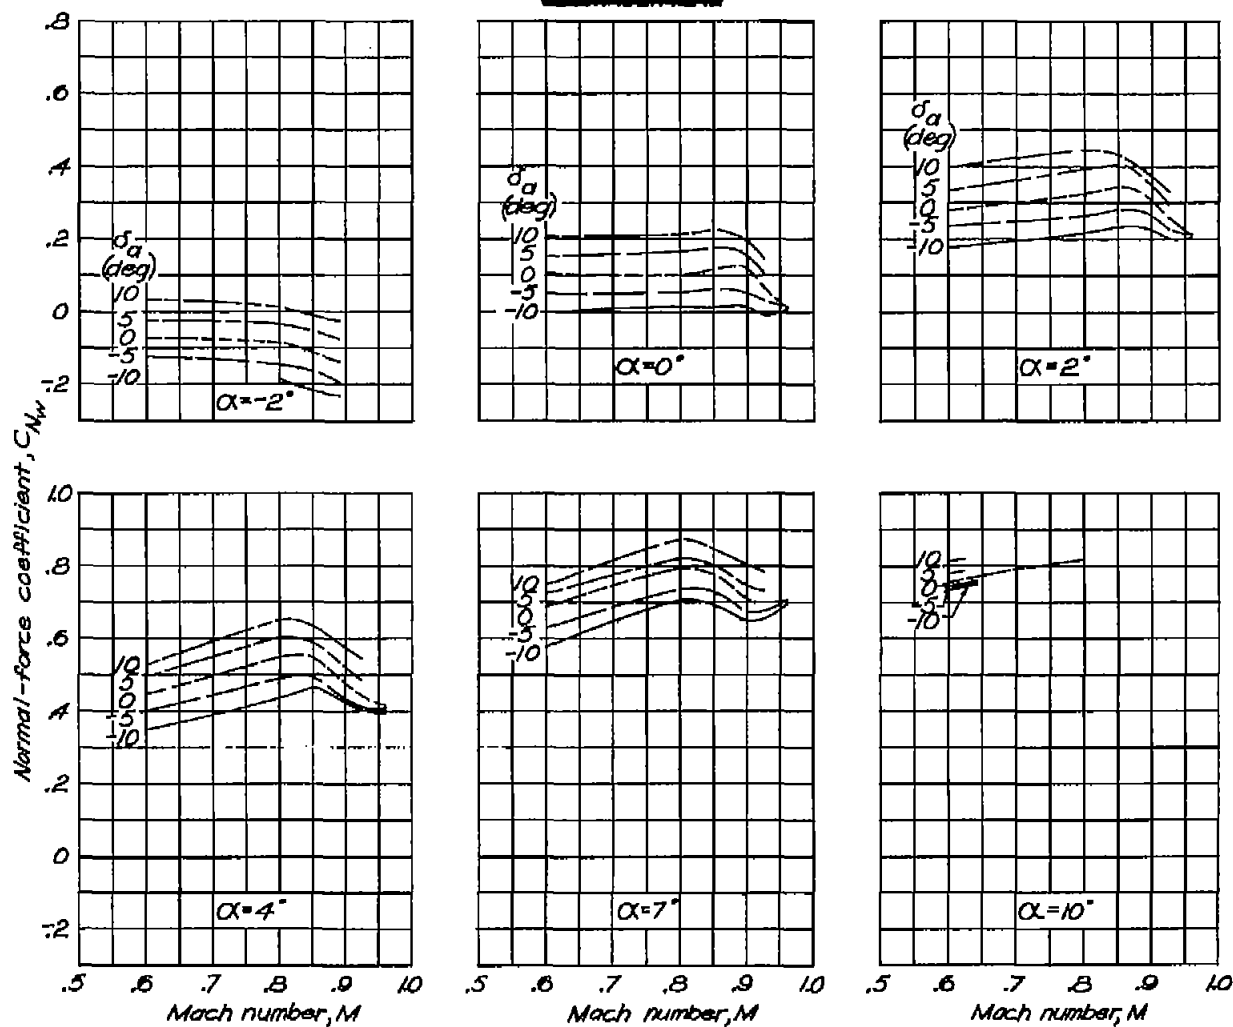 .8
.6
.4
.2
0
-.2
δa
(deg)
10
5
0
-5
-10
α=-2°
δa
(deg)
10
5
0
-5
-10
α=0°
δa
(deg)
10
5
0
-5
-10
α=2°
Normal-force coefficient, CNw
1.0
.8
.6
.4
.2
0
-.2
10
5
0
-5
-10
α=4°
10
5
0
-5
-10
α=7°
10
5
0
-5
-10
α=10°
.5 .6 .7 .8 .9 1.0
Mach number, M
.5 .6 .7 .8 .9 1.0
Mach number, M
.5 .6 .7 .8 .9 1.0
Mach number, M